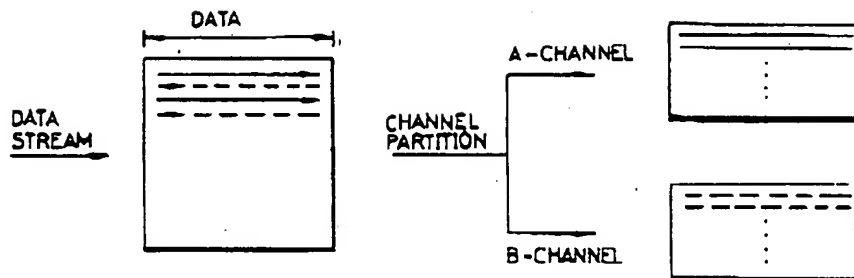 DATA
DATA
STREAM
CHANNEL
PARTITION
A-CHANNEL
B-CHANNEL